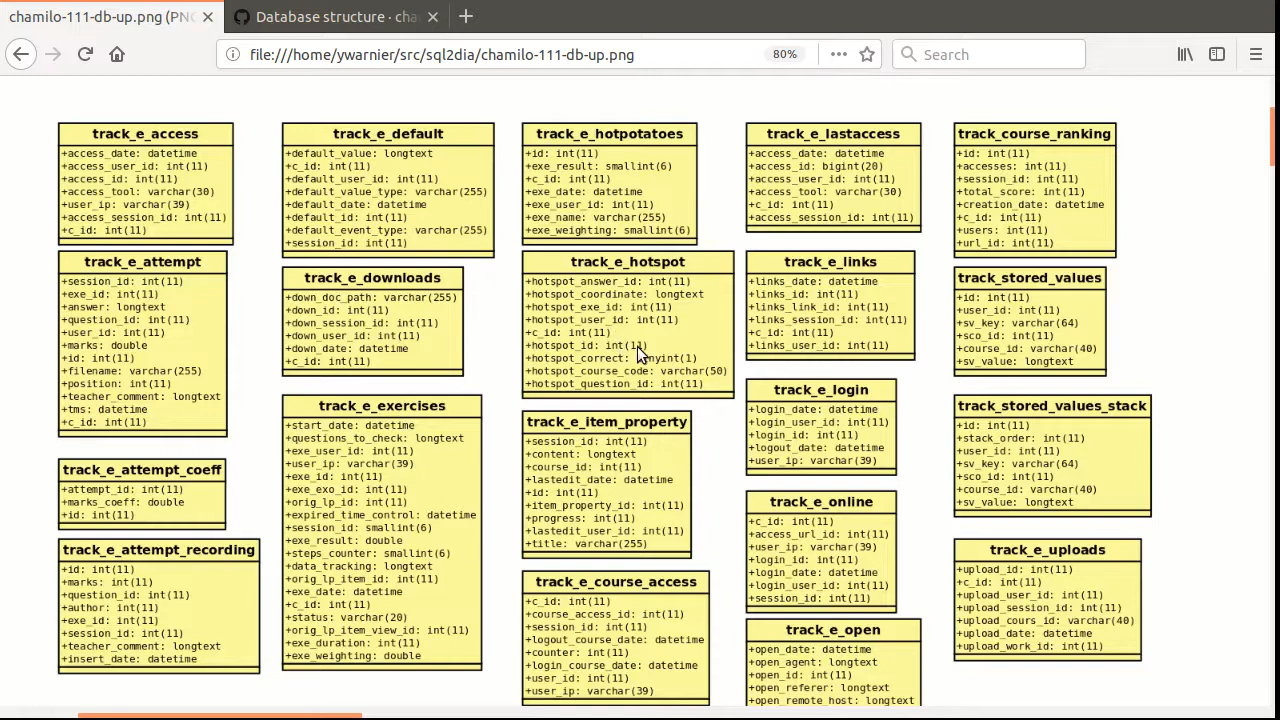 chamilo-111-db-up.png (PN
Database structure · cha
file:///home/ywarnier/src/sql2dia/chamilo-111-db-up.png
80%
Search
track_e_access
+access_date: datetime
+access_user_id: int(11)
+access_id: int(11)
+access_tool: varchar(30)
+user_ip: varchar(39)
+access_session_id: int(11)
+c_id: int(11)
track_e_attempt
+session_id: int(11)
+exe_id: int(11)
+answer: longtext
+question_id: int(11)
+user_id: int(11)
+marks: double
+id: int(11)
+filename: varchar(255)
+position: int(11)
+teacher_comment: longtext
+tms: datetime
+c_id: int(11)
track_e_attempt_coeff
+attempt_id: int(11)
+marks_coeff: double
+id: int(11)
track_e_attempt_recording
+id: int(11)
+marks: int(11)
+question_id: int(11)
+author: int(11)
+exe_id: int(11)
+session_id: int(11)
+teacher_comment: longtext
+insert_date: datetime
track_e_default
+default_value: longtext
+c_id: int(11)
+default_user_id: int(11)
+default_value_type: varchar(255)
+default_date: datetime
+default_id: int(11)
+default_event_type: varchar(255)
+session_id: int(11)
track_e_downloads
+down_doc_path: varchar(255)
+down_id: int(11)
+down_session_id: int(11)
+down_user_id: int(11)
+down_date: datetime
+c_id: int(11)
track_e_exercises
+start_date: datetime
+questions_to_check: longtext
+exe_user_id: int(11)
+user_ip: varchar(39)
+exe_id: int(11)
+exe_exo_id: int(11)
+orig_lp_id: int(11)
+expired_time_control: datetime
+session_id: smallint(6)
+exe_result: double
+steps_counter: smallint(6)
+data_tracking: longtext
+orig_lp_item_id: int(11)
+exe_date: datetime
+c_id: int(11)
+status: varchar(20)
+orig_lp_item_view_id: int(11)
+exe_duration: int(11)
+exe_weighting: double
track_e_hotpotatoes
+id: int(11)
+exe_result: smallint(6)
+c_id: int(11)
+exe_date: datetime
+exe_user_id: int(11)
+exe_name: varchar(255)
+exe_weighting: smallint(6)
track_e_hotspot
+hotspot_answer_id: int(11)
+hotspot_coordinate: longtext
+hotspot_exe_id: int(11)
+hotspot_user_id: int(11)
+c_id: int(11)
+hotspot_id: int(11)
+hotspot_correct: tinyint(1)
+hotspot_course_code: varchar(50)
+hotspot_question_id: int(11)
track_e_item_property
+session_id: int(11)
+content: longtext
+course_id: int(11)
+lastedit_date: datetime
+id: int(11)
+item_property_id: int(11)
+progress: int(11)
+lastedit_user_id: int(11)
+title: varchar(255)
track_e_course_access
+c_id: int(11)
+course_access_id: int(11)
+session_id: int(11)
+logout_course_date: datetime
+counter: int(11)
+login_course_date: datetime
+user_id: int(11)
+user_ip: varchar(39)
track_e_lastaccess
+access_date: datetime
+access_id: bigint(20)
+access_user_id: int(11)
+access_tool: varchar(30)
+c_id: int(11)
+access_session_id: int(11)
track_e_links
+links_date: datetime
+links_id: int(11)
+links_link_id: int(11)
+links_session_id: int(11)
+c_id: int(11)
+links_user_id: int(11)
track_e_login
+login_date: datetime
+login_user_id: int(11)
+login_id: int(11)
+logout_date: datetime
+user_ip: varchar(39)
track_e_online
+c_id: int(11)
+access_url_id: int(11)
+user_ip: varchar(39)
+login_id: int(11)
+login_date: datetime
+login_user_id: int(11)
+session_id: int(11)
track_e_open
+open_date: datetime
+open_agent: longtext
+open_id: int(11)
+open_referer: longtext
+open_remote_host: longtext
track_course_ranking
+id: int(11)
+accesses: int(11)
+session_id: int(11)
+total_score: int(11)
+creation_date: datetime
+c_id: int(11)
+users: int(11)
+url_id: int(11)
track_stored_values
+id: int(11)
+user_id: int(11)
+sv_key: varchar(64)
+sco_id: int(11)
+course_id: varchar(40)
+sv_value: longtext
track_stored_values_stack
+id: int(11)
+stack_order: int(11)
+user_id: int(11)
+sv_key: varchar(64)
+sco_id: int(11)
+course_id: varchar(40)
+sv_value: longtext
track_e_uploads
+upload_id: int(11)
+c_id: int(11)
+upload_user_id: int(11)
+upload_session_id: int(11)
+upload_cours_id: varchar(40)
+upload_date: datetime
+upload_work_id: int(11)